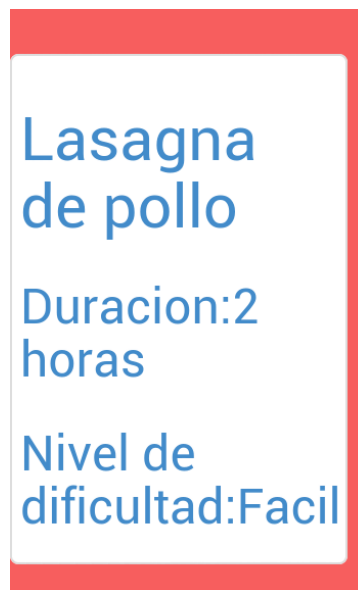 Lasagna
de pollo
Duracion:2
horas
Nivel de
dificultad:Facil